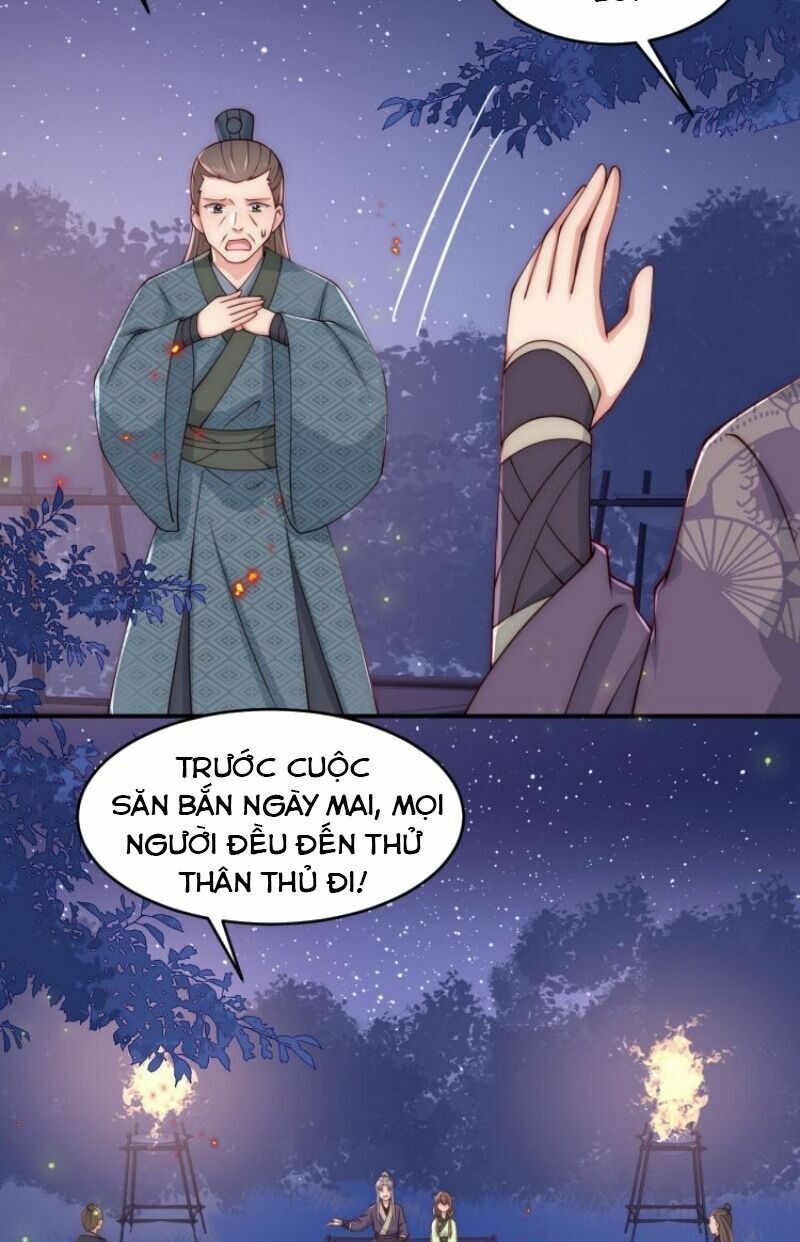 TRƯỚC CUỘC
SĂN BẮN NGÀY MAI, MỌI
NGƯỜI ĐỀU ĐẾN THỬ
THÂN THỦ ĐI!